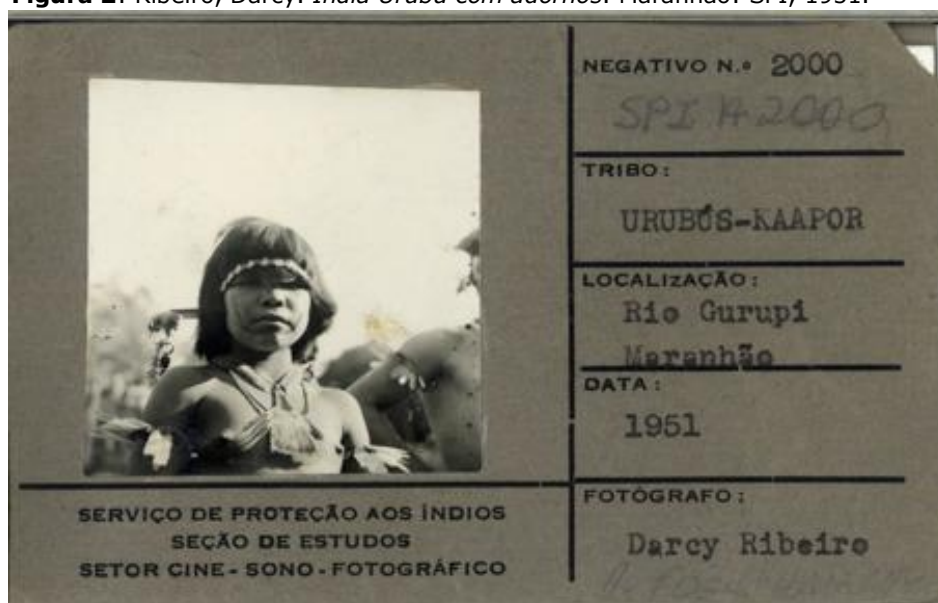 Figura 2: Ribeiro, Darcy. Índia Urubu com adornos. Maranhão: SPI, 1951.
NEGATIVO N.º 2000
SPI A-2000
TRIBO:
URUBÚS-KAAPOR
LOCALIZAÇÃO:
Rio Gurupi
Maranhão
DATA:
1951
FOTÓGRAFO:
Darcy Ribeiro
SERVIÇO DE PROTEÇÃO AOS ÍNDIOS
SEÇÃO DE ESTUDOS
SETOR CINE-SONO-FOTOGRÁFICO